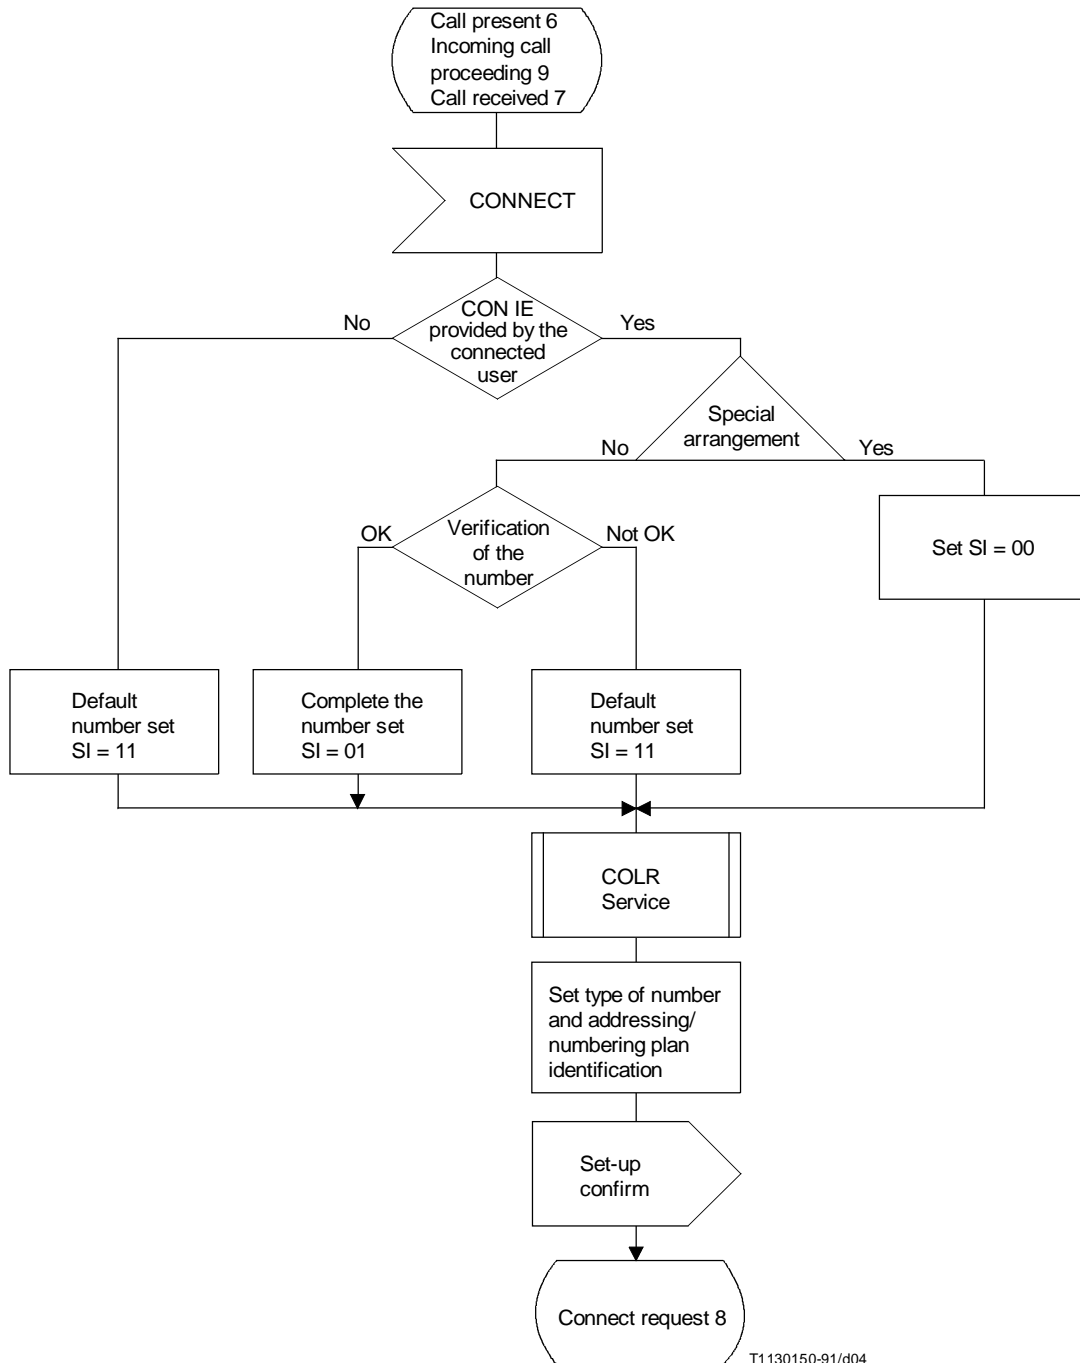 Call present 6
Incoming call
proceeding 9
Call received 7
CONNECT
CON IE
provided by the
connected
user
No
Yes
Special
arrangement
No
Yes
Verification
of the
number
OK
Not OK
Set SI = 00
Default
number set
SI = 11
Complete the
number set
SI = 01
Default
number set
SI = 11
COLR
Service
Set type of number
and addressing/
numbering plan
identification
Set-up
confirm
Connect request 8
T1130150-91/d04